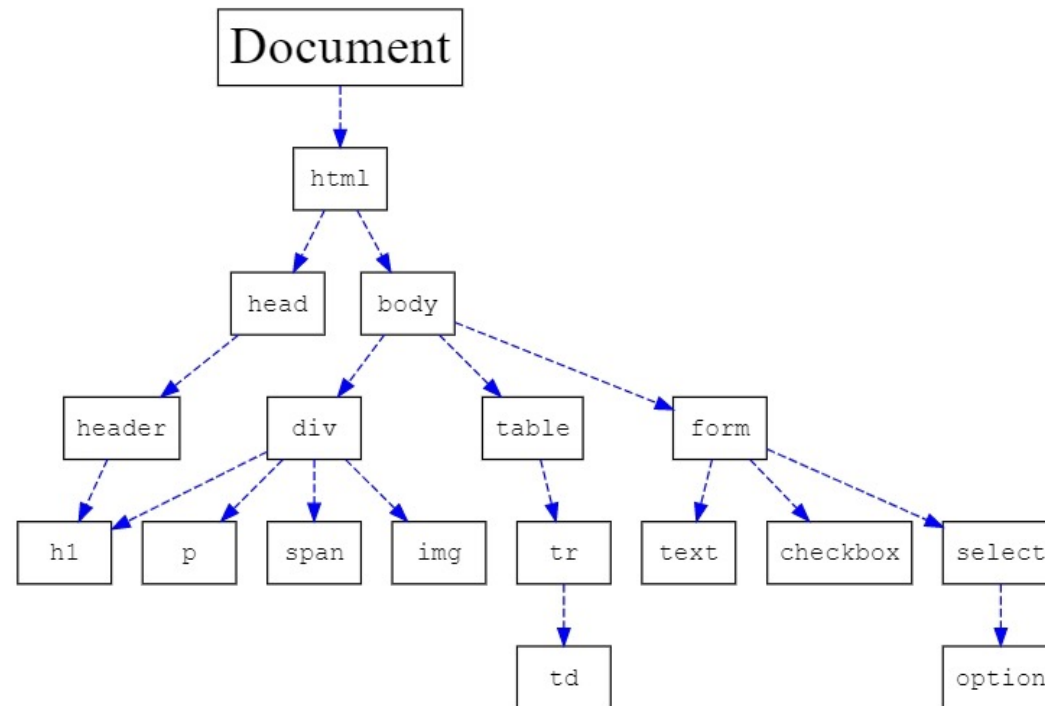 Document
html
head
body
header
div
table
form
h1
p
span
img
tr
text
checkbox
select
td
option